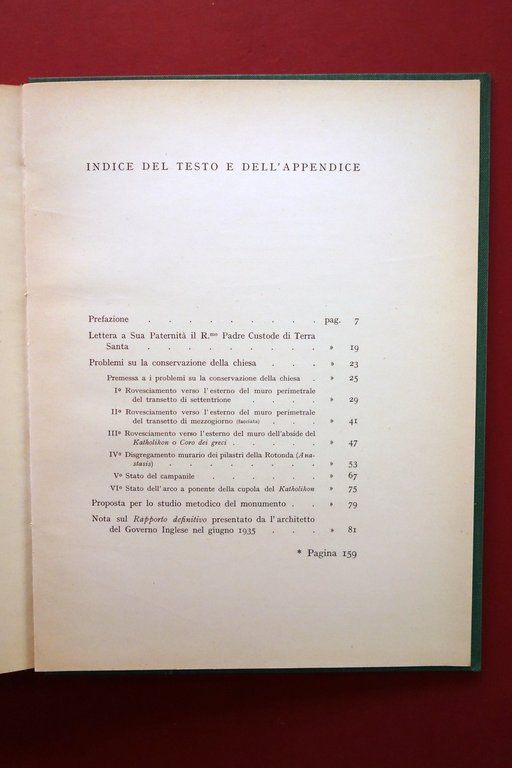 INDICE DEL TESTO E DELL'APPENDICE
Prefazione . . . . . . . . . pag. 7
Lettera a Sua Paternità il R.mo Padre Custode di Terra
Santa . . . . . . . . . . » 19
Problemi su la conservazione della chiesa . . . » 23
Premessa a i problemi su la conservazione della chiesa . » 25
Iº Rovesciamento verso l'esterno del muro perimetrale
del transetto di settentrione . . . . » 29
IIº Rovesciamento verso l'esterno del muro perimetrale
del transetto di mezzogiorno (facciata) . . . » 41
IIIº Rovesciamento verso l'esterno del muro dell'abside del
Katholikon o Coro dei greci . . . . . » 47
IVº Disgregamento murario dei pilastri della Rotonda (Ana-
stasis) . . . . . . . . » 53
Vº Stato del campanile . . . . . . » 67
VIº Stato dell'arco a ponente della cupola del Katholikon » 75
Proposta per lo studio metodico del monumento . . » 79
Nota sul Rapporto definitivo presentato da l'architetto
del Governo Inglese nel giugno 1935 . . . » 81
* Pagina 159